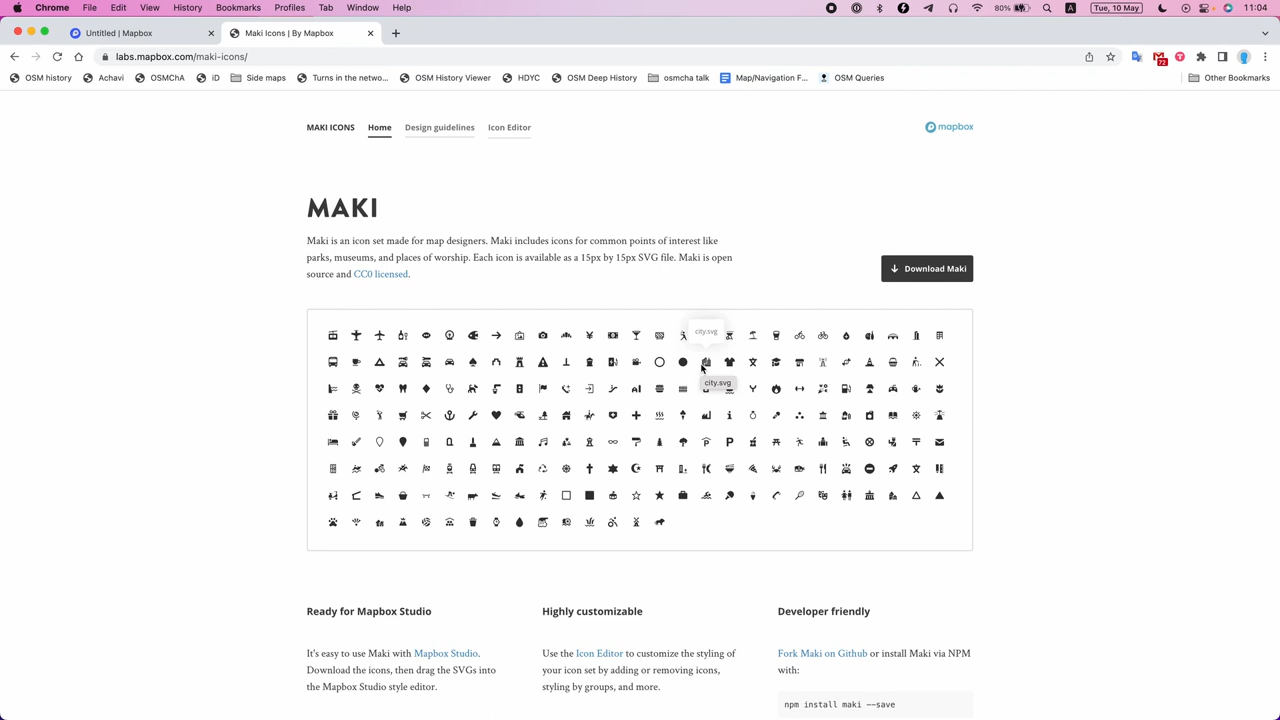 Chrome File Edit View History Bookmarks Profiles Tab Window Help 80% A Tue, 10 May 11:04
Untitled | Mapbox Maki Icons | By Mapbox
labs.mapbox.com/maki-icons/ 72
OSM history Achavi OSMChA iD Side maps Turns in the netwo... OSM History Viewer HDYC OSM Deep History osmcha talk Map/Navigation F... OSM Queries Other Bookmarks
MAKI ICONS Home Design guidelines Icon Editor mapbox
MAKI
Maki is an icon set made for map designers. Maki includes icons for common points of interest like
parks, museums, and places of worship. Each icon is available as a 15px by 15px SVG file. Maki is open
source and CC0 licensed.
Download Maki
city.svg
city.svg
Ready for Mapbox Studio
It's easy to use Maki with Mapbox Studio.
Download the icons, then drag the SVGs into
the Mapbox Studio style editor.
Highly customizable
Use the Icon Editor to customize the styling of
your icon set by adding or removing icons,
styling by groups, and more.
Developer friendly
Fork Maki on Github or install Maki via NPM
with:
npm install maki --save